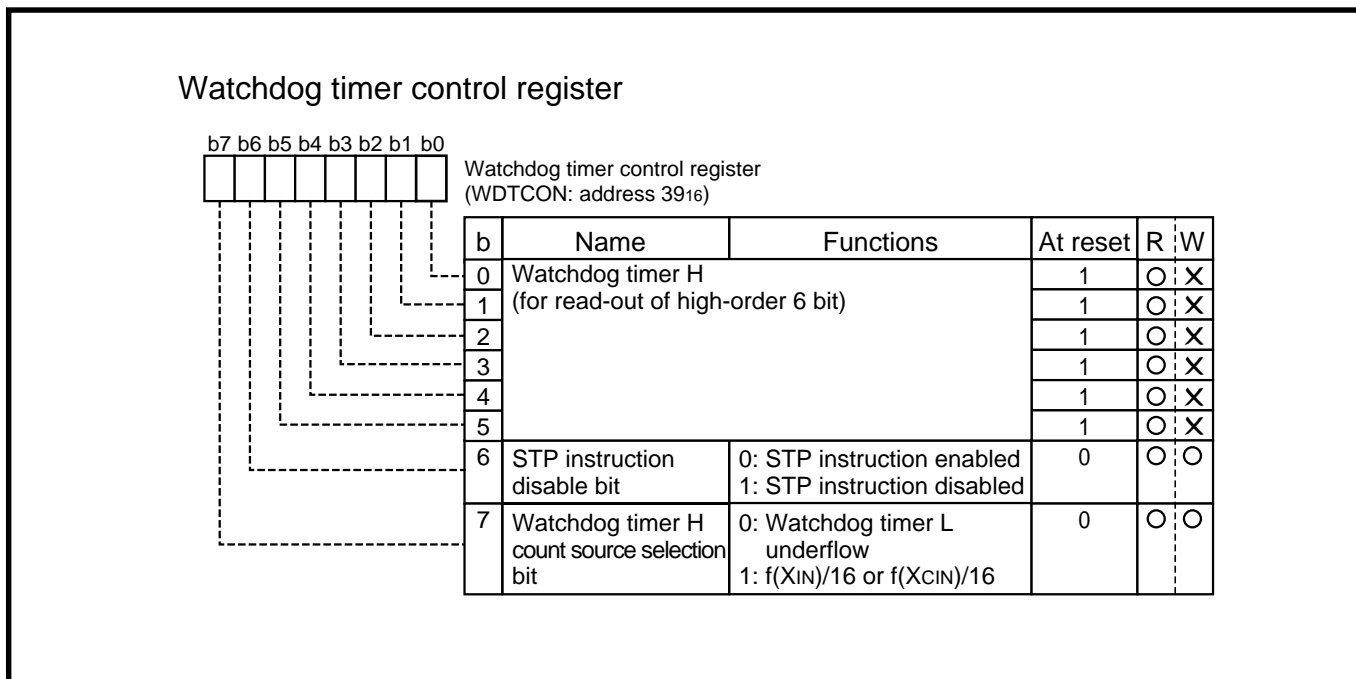 Watchdog timer control register
b7 b6 b5 b4 b3 b2 b1 b0
Watchdog timer control register
(WDTCON: address 3916)
b Name Functions At reset R W
0 Watchdog timer H 1 O X
1 (for read-out of high-order 6 bit) 1 O X
2 1 O X
3 1 O X
4 1 O X
5 1 O X
6 STP instruction 0: STP instruction enabled 0 O O
disable bit 1: STP instruction disabled
7 Watchdog timer H 0: Watchdog timer L 0 O O
count source selection underflow
bit 1: f(XIN)/16 or f(XCIN)/16